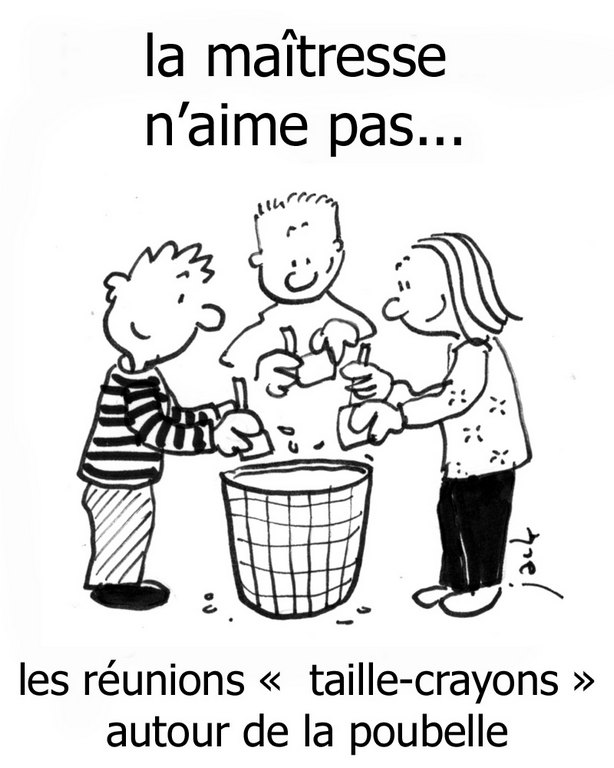 la maîtresse
n’aime pas...
les réunions «  taille-crayons »
autour de la poubelle